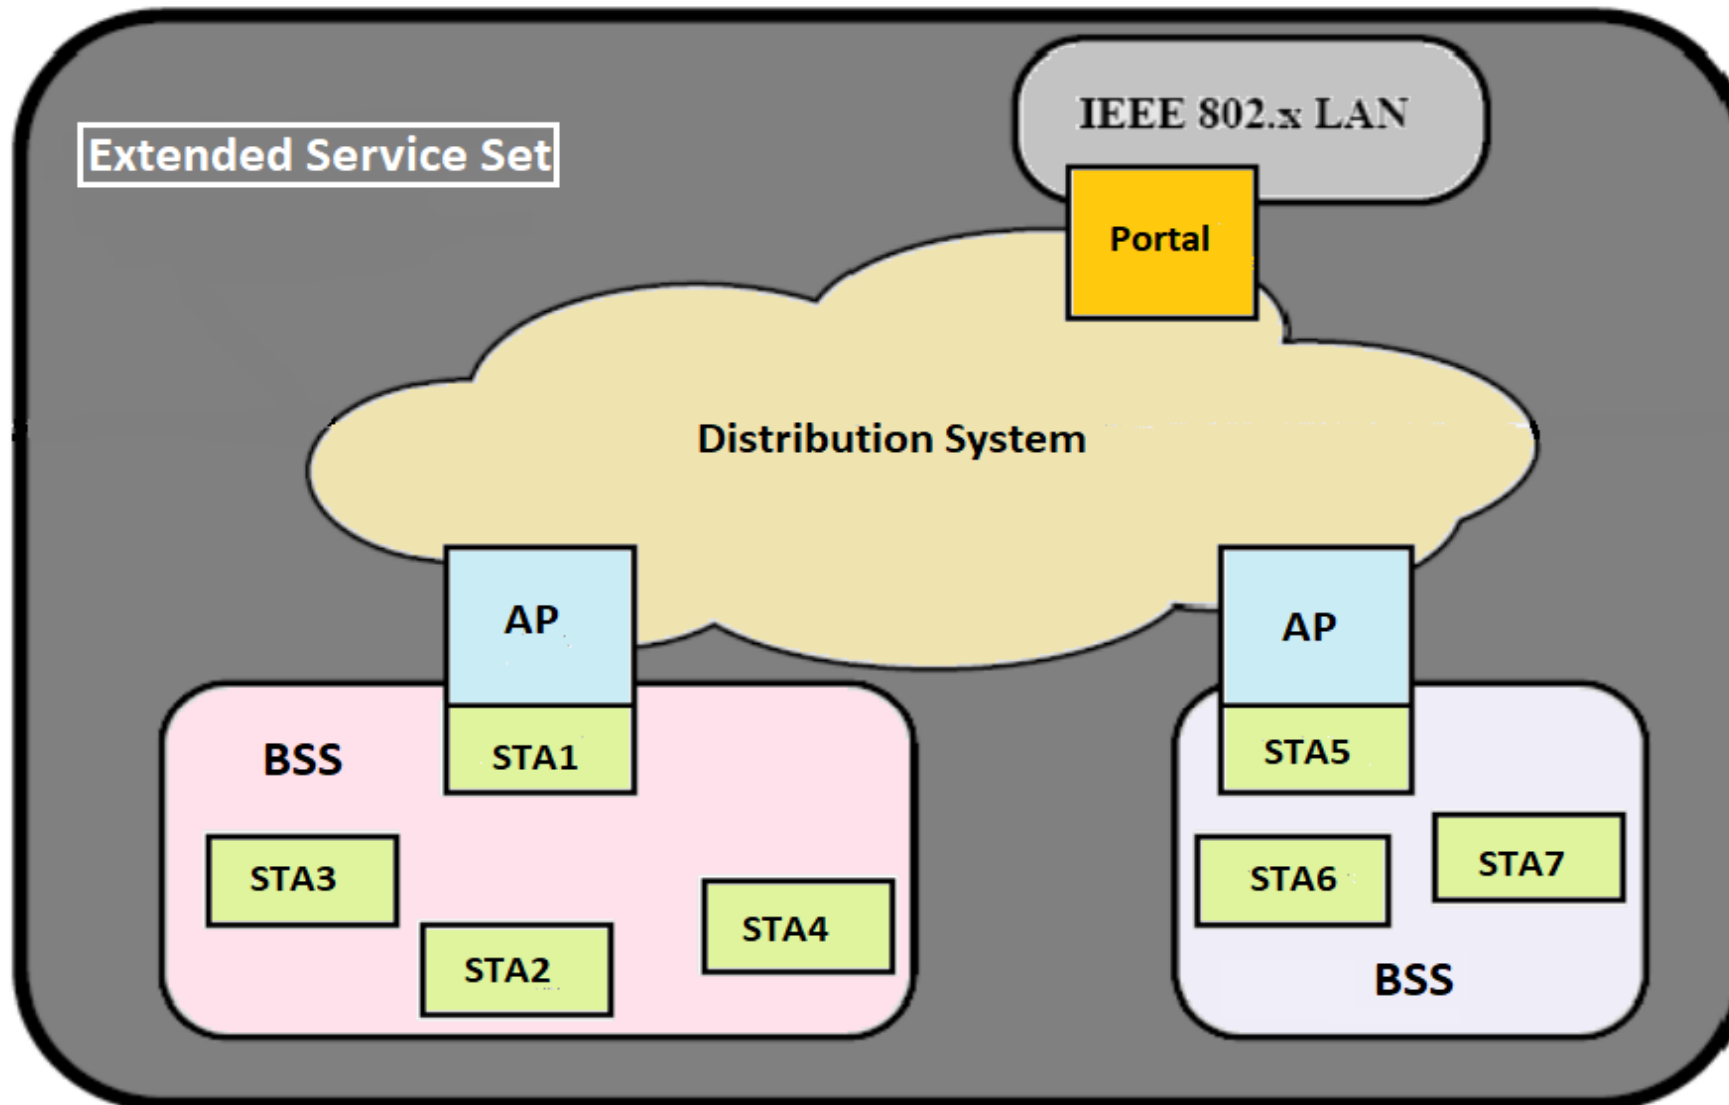 IEEE 802.x LAN
Extended Service Set
Portal
Distribution System
AP
AP
STA1
STA5
BSS
STA3
STA6
STA7
STA4
STA2
BSS